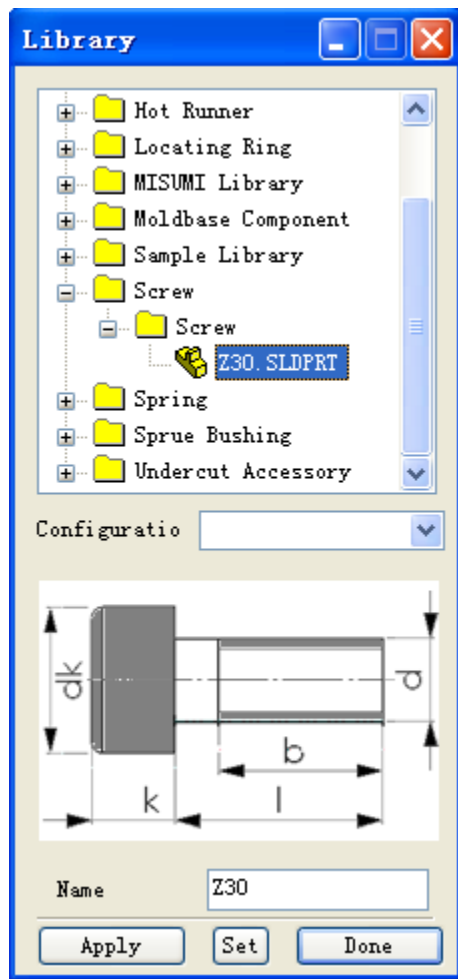 Library
Hot Runner
Locating Ring
MISUMI Library
Moldbase Component
Sample Library
Screw
Screw
Z30.SLDPRT
Spring
Sprue Bushing
Undercut Accessory
Configuratio
dk
d
b
k l
Name Z30
Apply Set Done